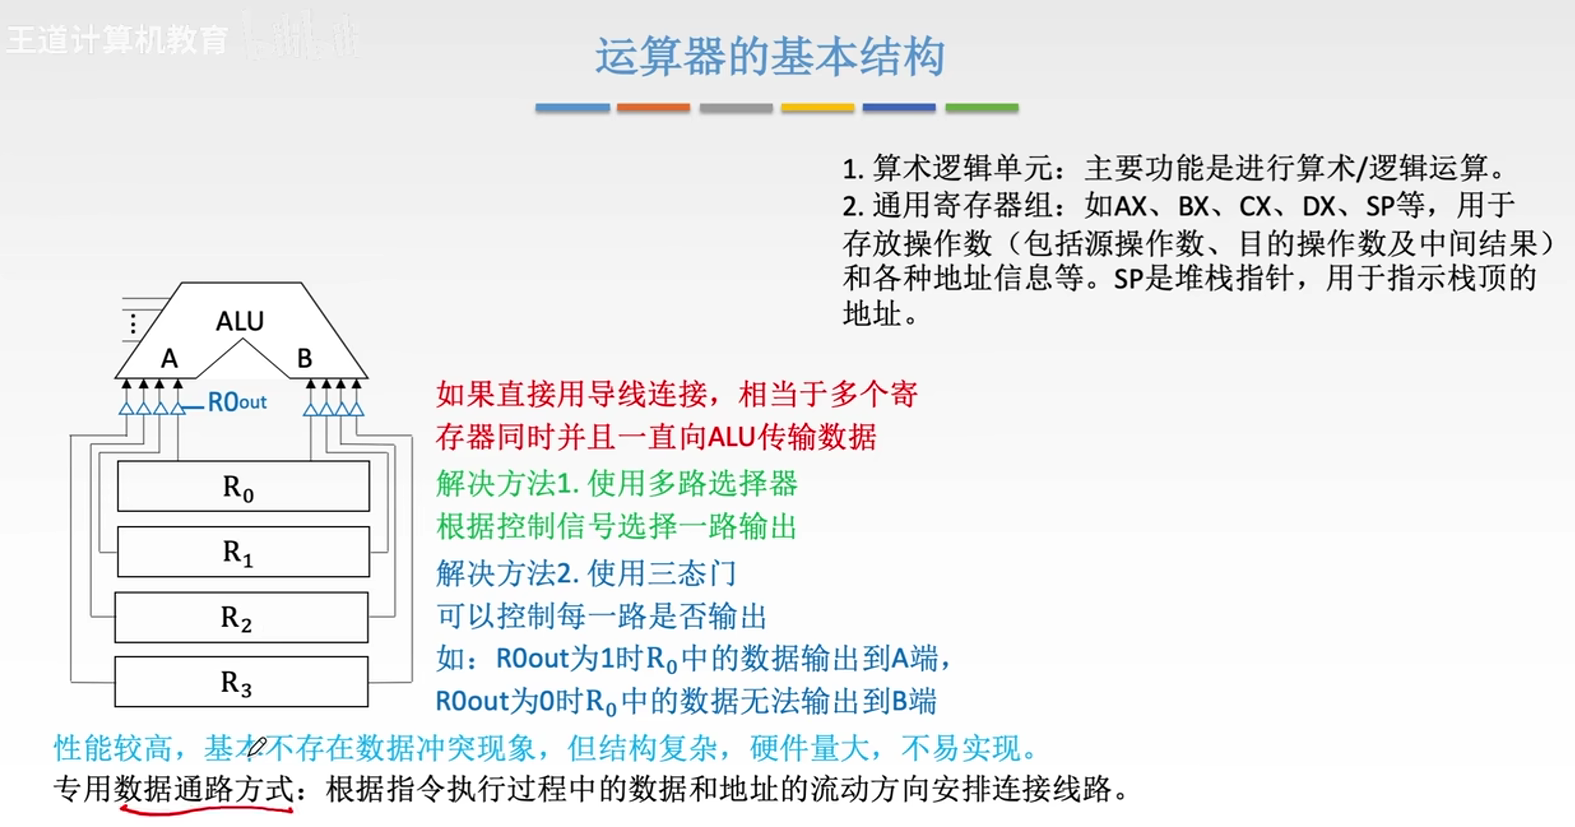 王道计算机教育
运算器的基本结构
1. 算术逻辑单元：主要功能是进行算术/逻辑运算。
2. 通用寄存器组：如AX、BX、CX、DX、SP等，用于
存放操作数（包括源操作数、目的操作数及中间结果）
和各种地址信息等。SP是堆栈指针，用于指示栈顶的
地址。
ALU
A
B
R0out
R0
R1
R2
R3
如果直接用导线连接，相当于多个寄
存器同时并且一直向ALU传输数据
解决方法1. 使用多路选择器
根据控制信号选择一路输出
解决方法2. 使用三态门
可以控制每一路是否输出
如：R0out为1时R0中的数据输出到A端，
R0out为0时R0中的数据无法输出到B端
性能较高，基本不存在数据冲突现象，但结构复杂，硬件量大，不易实现。
专用数据通路方式：根据指令执行过程中的数据和地址的流动方向安排连接线路。